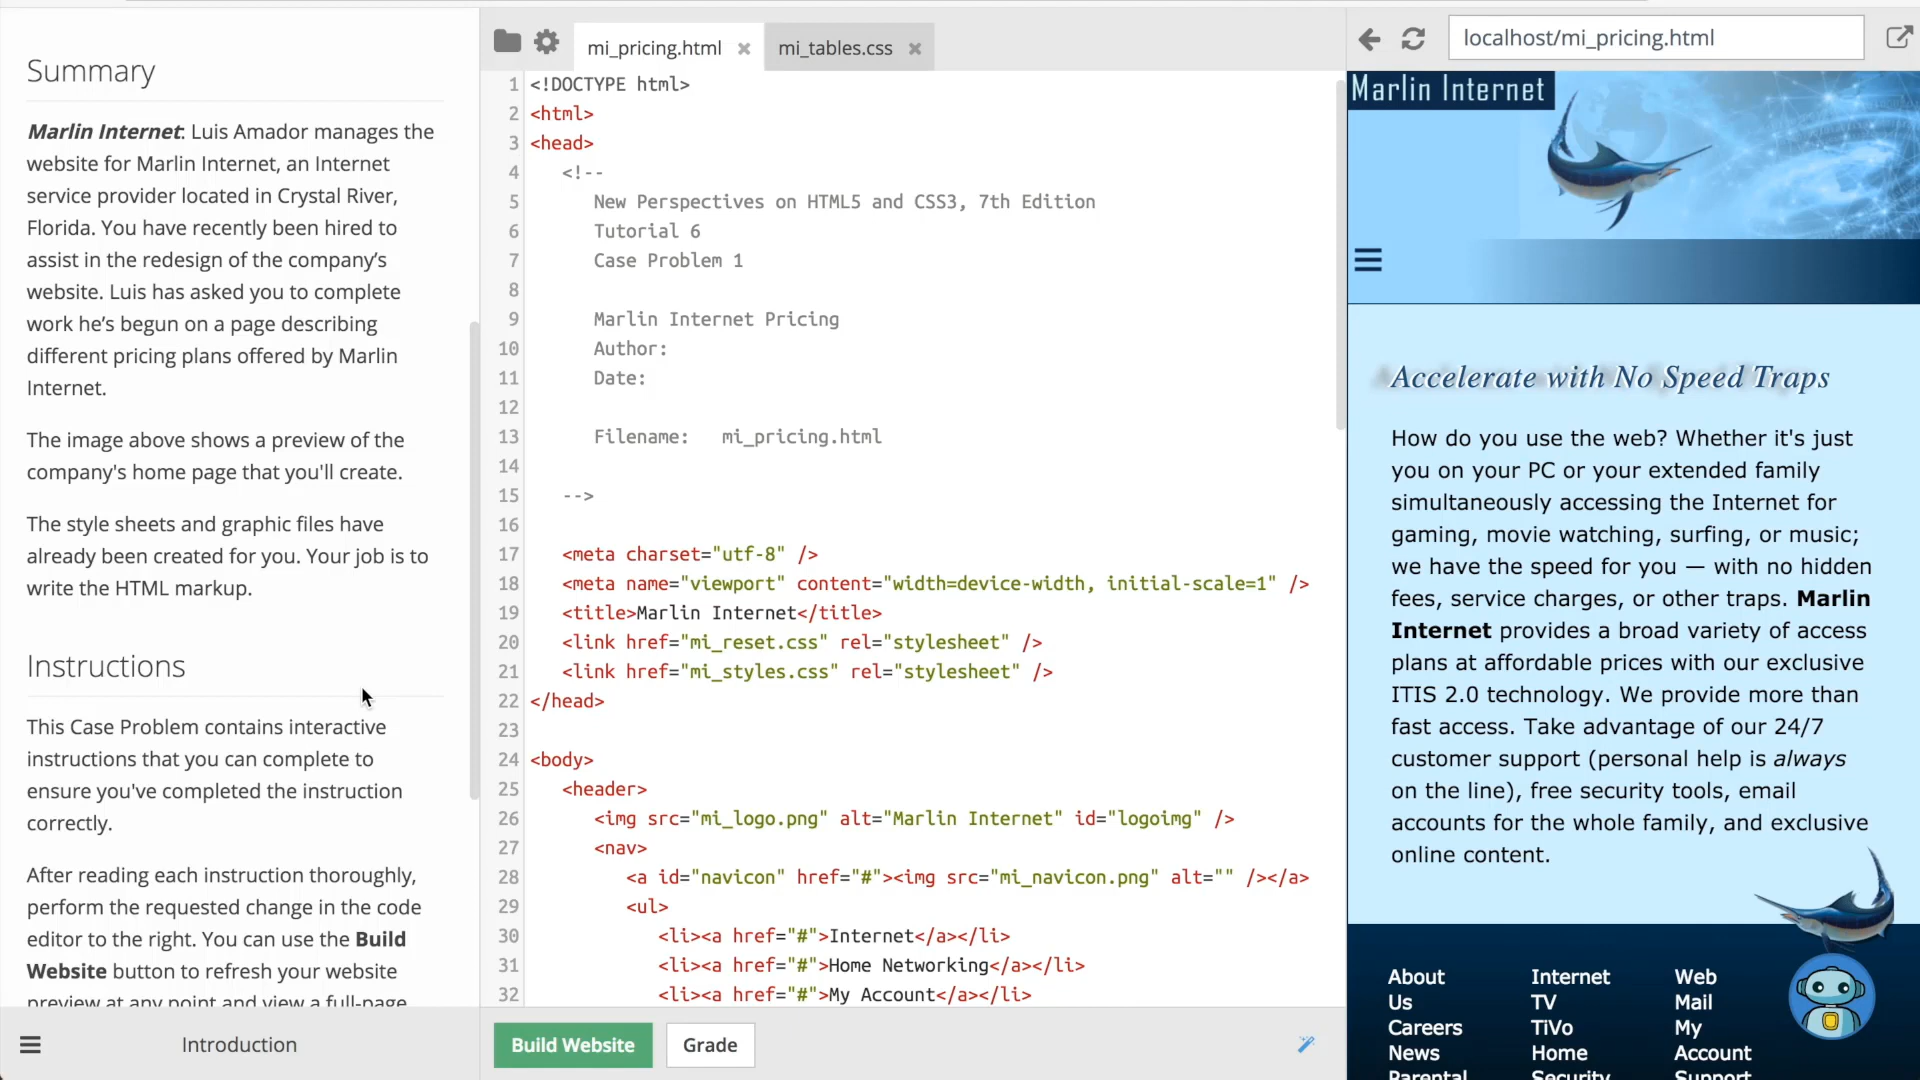 Summary
Marlin Internet: Luis Amador manages the
website for Marlin Internet, an Internet
service provider located in Crystal River,
Florida. You have recently been hired to
assist in the redesign of the company’s
website. Luis has asked you to complete
work he’s begun on a page describing
different pricing plans offered by Marlin
Internet.
The image above shows a preview of the
company's home page that you'll create.
The style sheets and graphic files have
already been created for you. Your job is to
write the HTML markup.
Instructions
This Case Problem contains interactive
instructions that you can complete to
ensure you've completed the instruction
correctly.
After reading each instruction thoroughly,
perform the requested change in the code
editor to the right. You can use the Build
Website button to refresh your website
preview at any point and view a full-page
Introduction
mi_pricing.html
mi_tables.css
1 <!DOCTYPE html>
2 <html>
3 <head>
4 <!--
5 New Perspectives on HTML5 and CSS3, 7th Edition
6 Tutorial 6
7 Case Problem 1
8
9 Marlin Internet Pricing
10 Author:
11 Date:
12
13 Filename: mi_pricing.html
14
15 -->
16
17 <meta charset="utf-8" />
18 <meta name="viewport" content="width=device-width, initial-scale=1" />
19 <title>Marlin Internet</title>
20 <link href="mi_reset.css" rel="stylesheet" />
21 <link href="mi_styles.css" rel="stylesheet" />
22 </head>
23
24 <body>
25 <header>
26 <img src="mi_logo.png" alt="Marlin Internet" id="logoimg" />
27 <nav>
28 <a id="navicon" href="#"><img src="mi_navicon.png" alt="" /></a>
29 <ul>
30 <li><a href="#">Internet</a></li>
31 <li><a href="#">Home Networking</a></li>
32 <li><a href="#">My Account</a></li>
Build Website
Grade
localhost/mi_pricing.html
Marlin Internet
Accelerate with No Speed Traps
How do you use the web? Whether it's just
you on your PC or your extended family
simultaneously accessing the Internet for
gaming, movie watching, surfing, or music;
we have the speed for you — with no hidden
fees, service charges, or other traps. Marlin
Internet provides a broad variety of access
plans at affordable prices with our exclusive
ITIS 2.0 technology. We provide more than
fast access. Take advantage of our 24/7
customer support (personal help is always
on the line), free security tools, email
accounts for the whole family, and exclusive
online content.
About
Us
Careers
News
Parental
Internet
TV
TiVo
Home
Security
Web
Mail
My
Account
Support